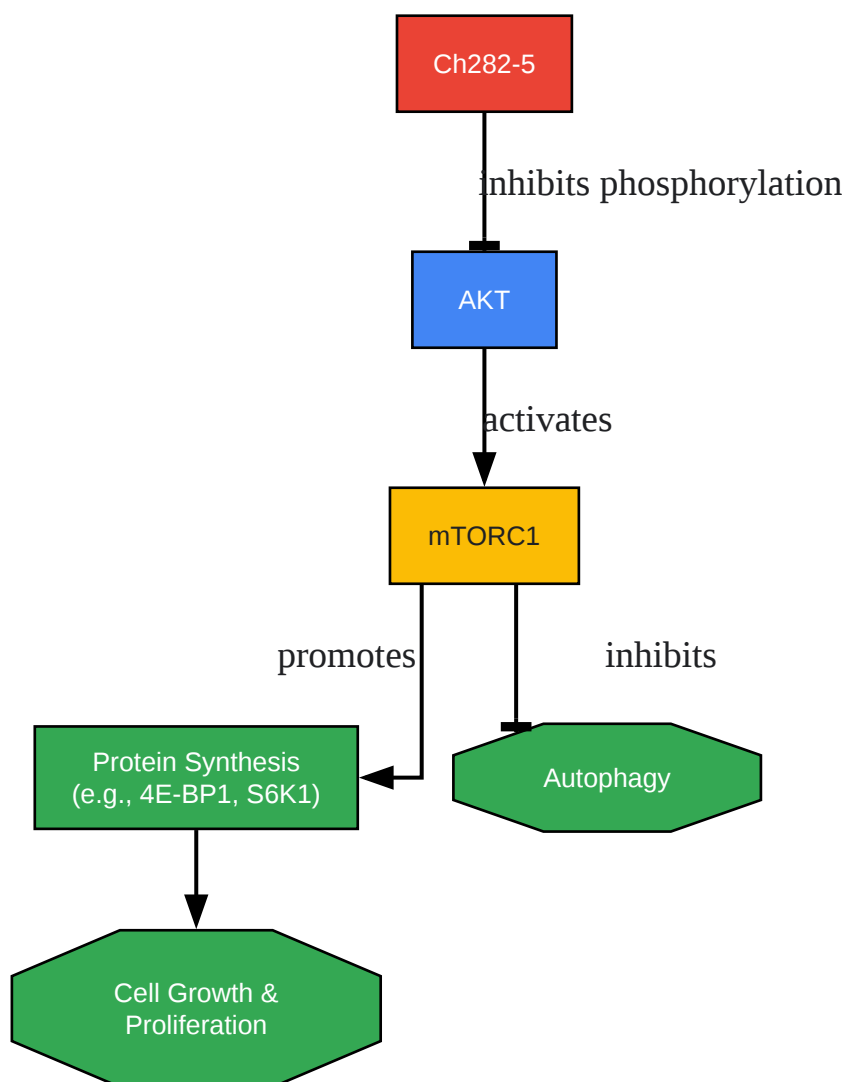 Ch282-5
inhibits phosphorylation
AKT
activates
mTORC1
promotes
inhibits
Protein Synthesis
(e.g., 4E-BP1, S6K1)
Autophagy
Cell Growth &
Proliferation